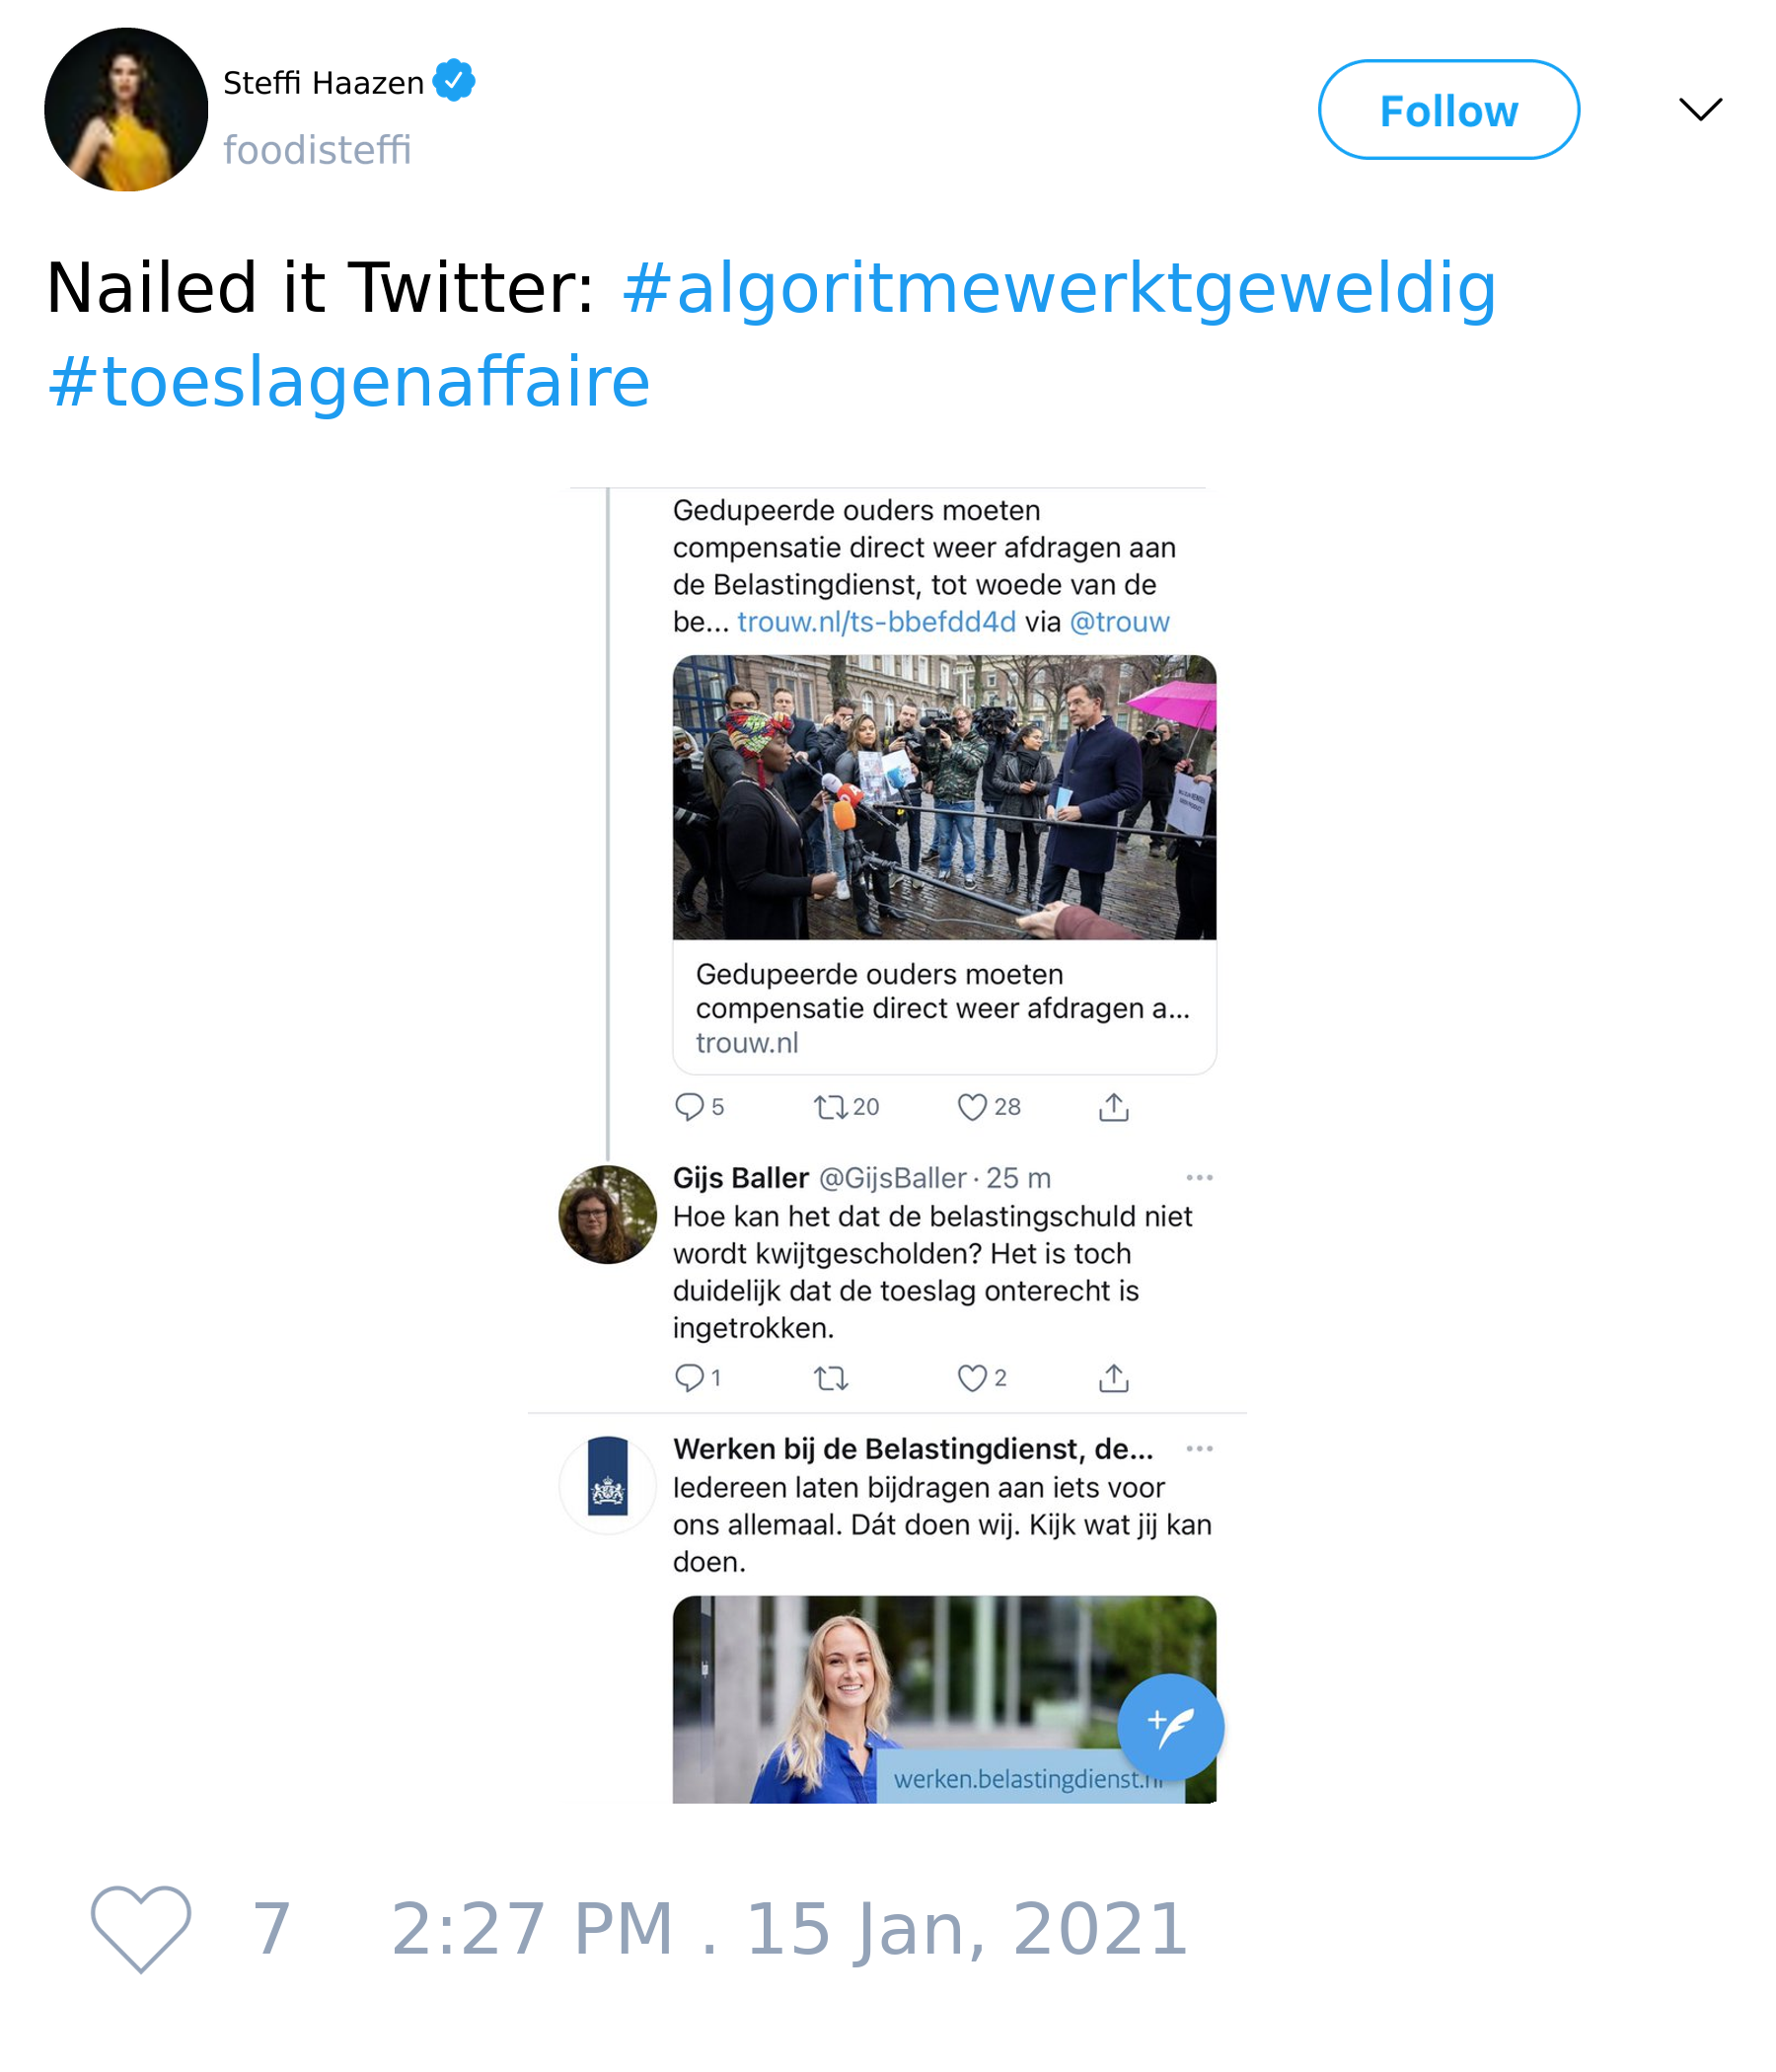 Steffi Haazen
foodisteffi
Follow
Nailed it Twitter: #algoritmewerktgeweldig
#toeslagenaffaire
Gedupeerde ouders moeten
compensatie direct weer afdragen aan
de Belastingdienst, tot woede van de
be... trouw.nl/ts-bbefdd4d via @trouw
Gedupeerde ouders moeten
compensatie direct weer afdragen a...
trouw.nl
5 20 28
Gijs Baller @GijsBaller · 25 m
Hoe kan het dat de belastingschuld niet
wordt kwijtgescholden? Het is toch
duidelijk dat de toeslag onterecht is
ingetrokken.
1 2
Werken bij de Belastingdienst, de...
Iedereen laten bijdragen aan iets voor
ons allemaal. Dát doen wij. Kijk wat jij kan
doen.
werken.belastingdienst.nl
7 2:27 PM . 15 Jan, 2021